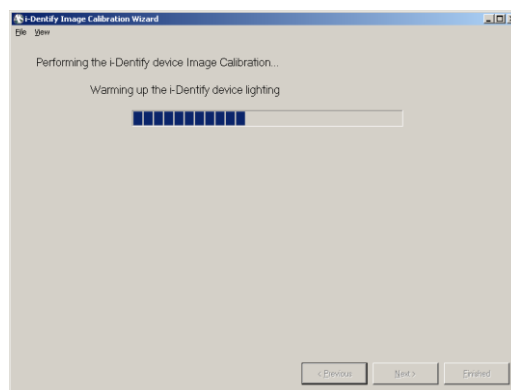 i-Dentify Image Calibration Wizard
File View
Performing the i-Dentify device Image Calibration...
Warming up the i-Dentify device lighting
< Previous Next > Finished